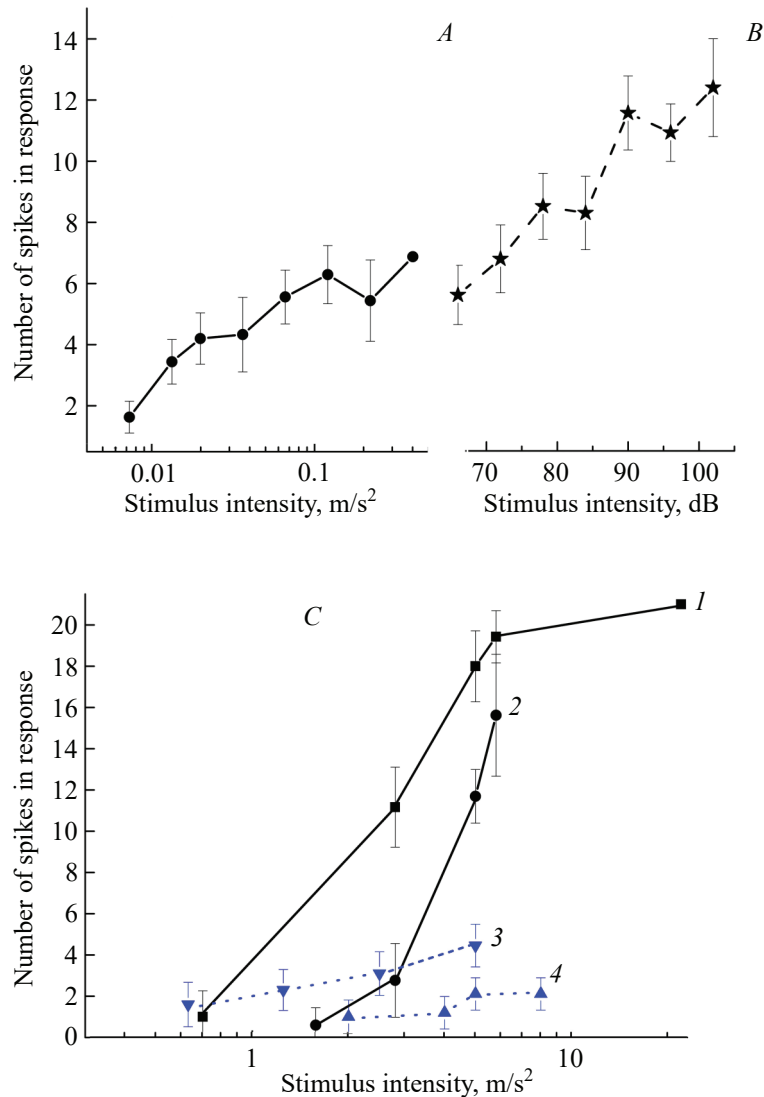 A
B
Number of spikes in response
14
12
10
8
6
4
2
0.01 0.1
70 80 90 100
Stimulus intensity, m/s²
Stimulus intensity, dB
C
Number of spikes in response
20
18
16
14
12
10
8
6
4
2
0
1
2
3
4
1 10
Stimulus intensity, m/s²